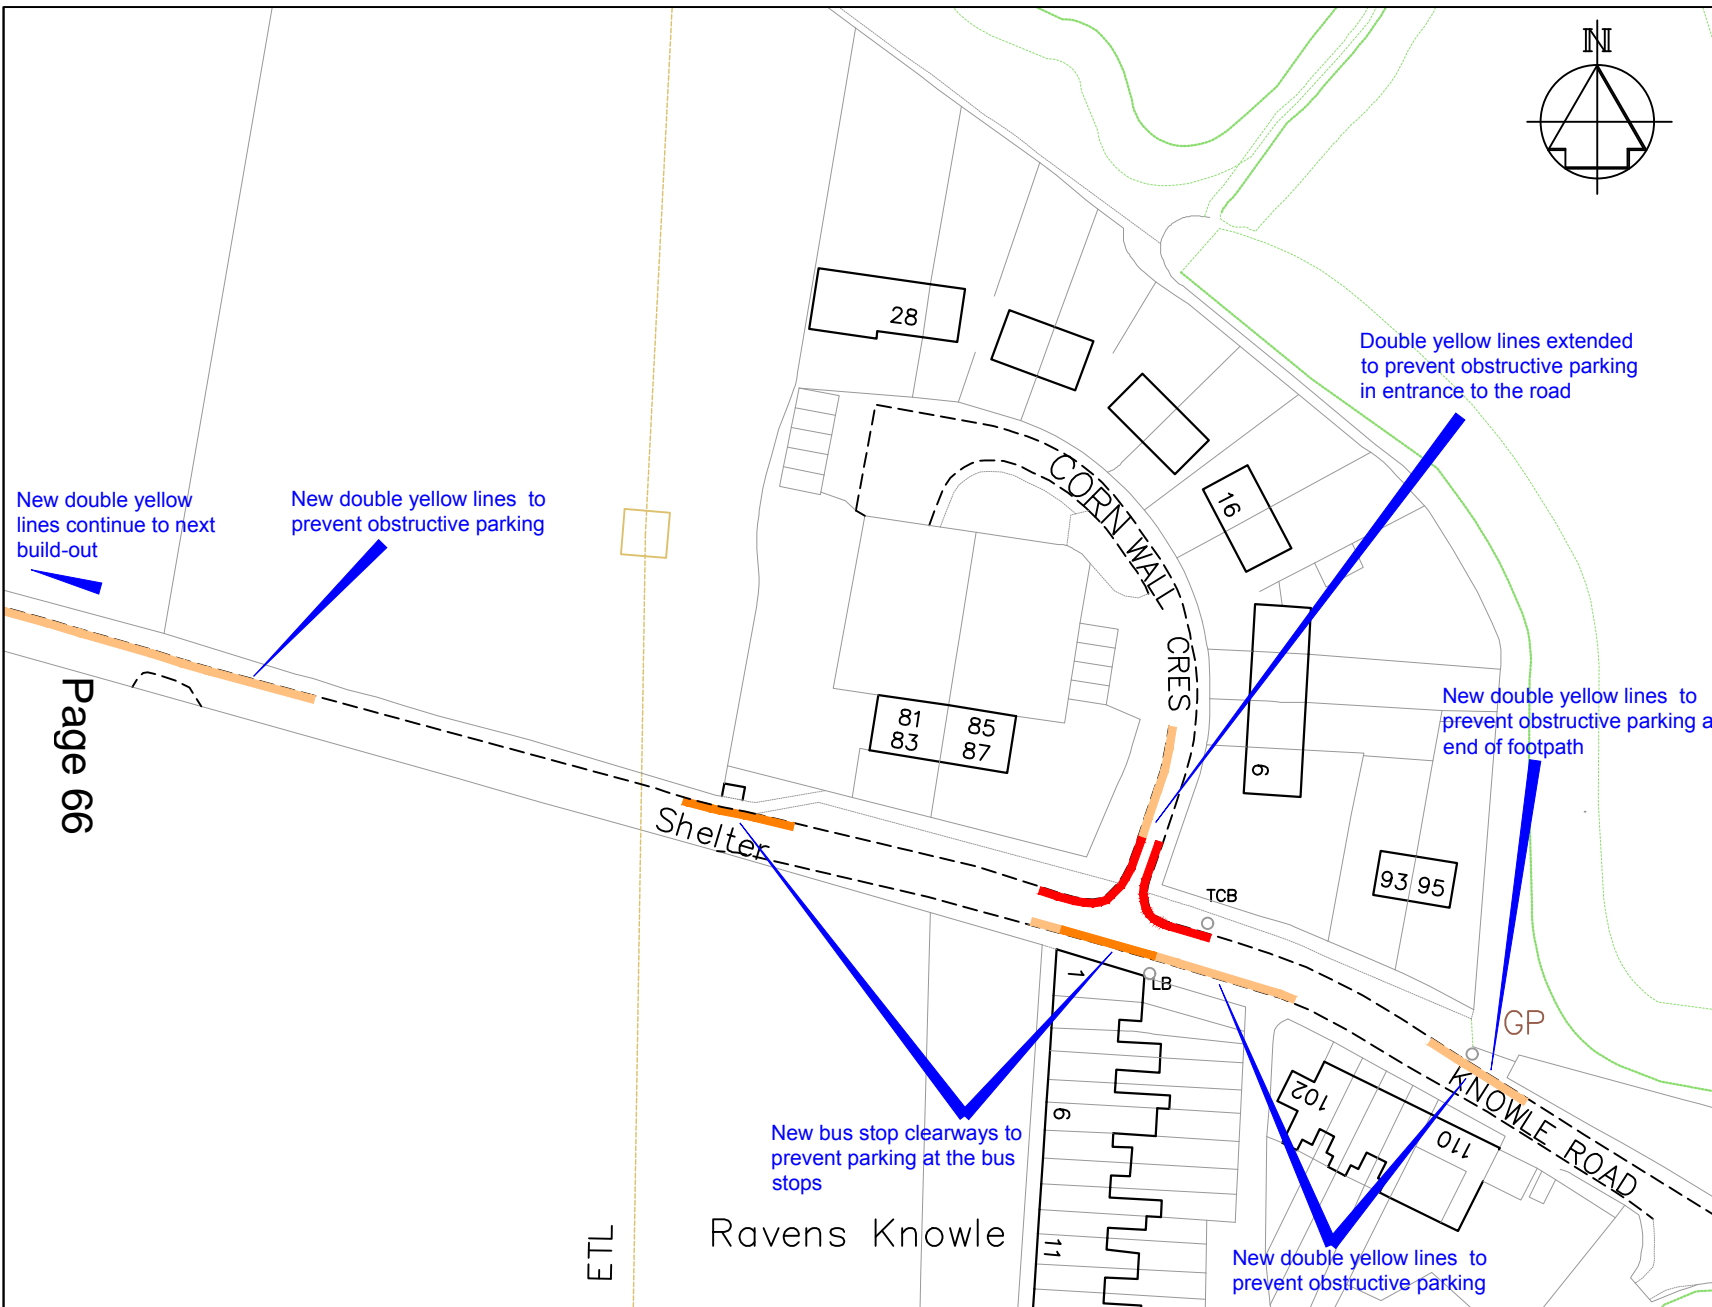 N
28
Double yellow lines extended
to prevent obstructive parking
in entrance to the road
CORN WALL
CRES
16
New double yellow
lines continue to next
build-out
New double yellow lines to
prevent obstructive parking
New double yellow lines to
prevent obstructive parking a
end of footpath
Page 66
81 85
83 87
6
Shelter
93 95
TCB
LB
1
GP
KNOWLE ROAD
102
110
6
New bus stop clearways to
prevent parking at the bus
stops
Ravens Knowle
11
ETL
New double yellow lines to
prevent obstructive parking